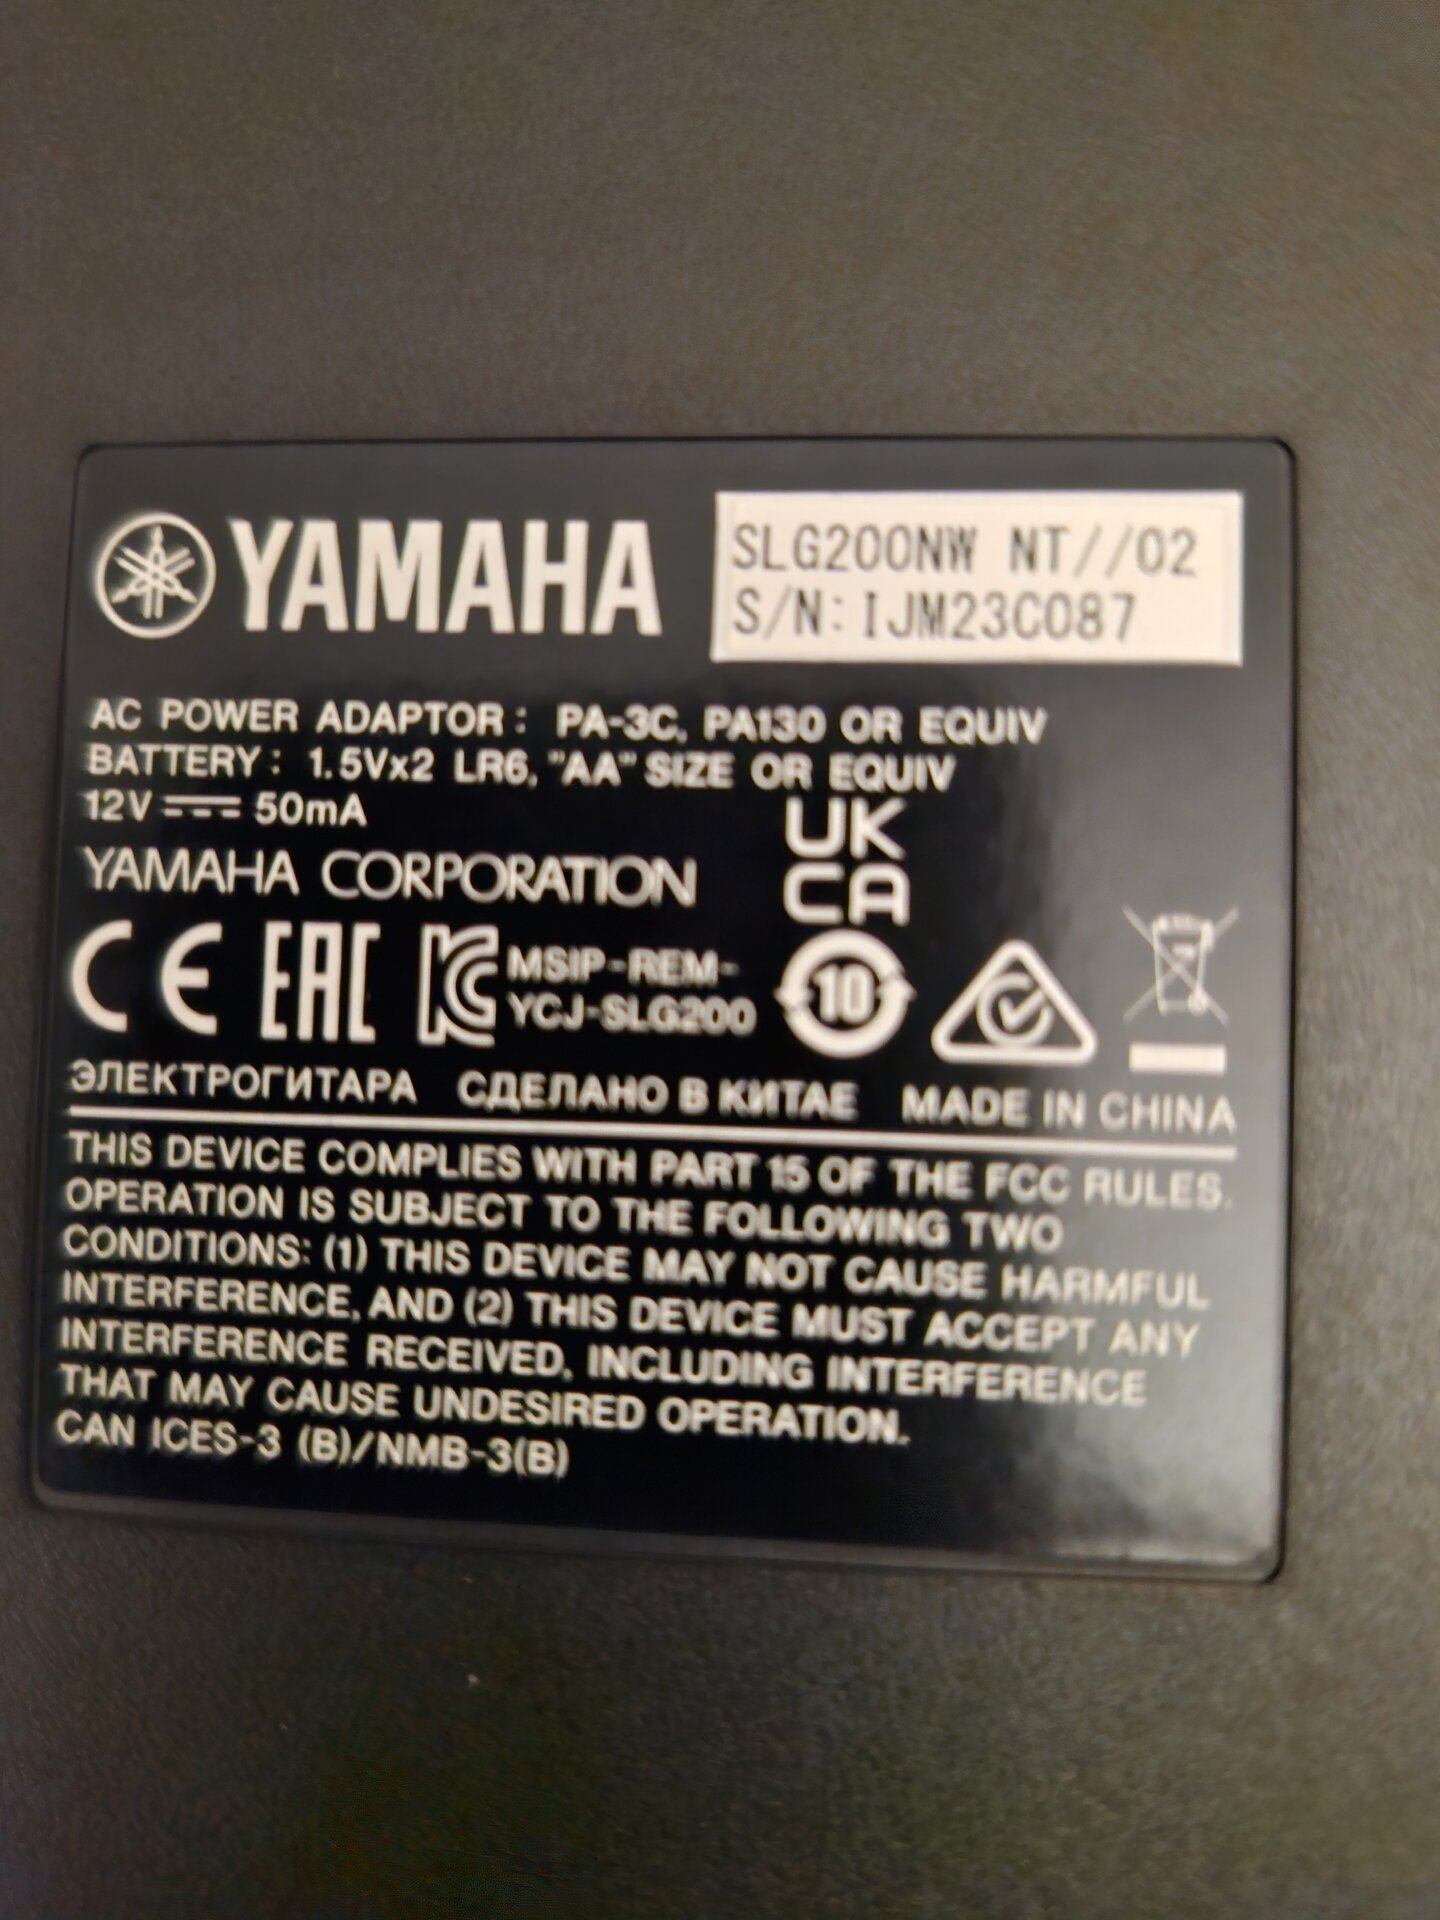 YAMAHA
SLG200NW NT//02
S/N:IJM23C087
AC POWER ADAPTOR: PA-3C, PA130 OR EQUIV
BATTERY: 1.5Vx2 LR6, "AA" SIZE OR EQUIV
12V ⎓ 50mA
YAMAHA CORPORATION
UK
CA
CE EAC KC MSIP-REM-
YCJ-SLG200
10
ЭЛЕКТРОГИТАРА СДЕЛАНО В КИТАЕ MADE IN CHINA
THIS DEVICE COMPLIES WITH PART 15 OF THE FCC RULES.
OPERATION IS SUBJECT TO THE FOLLOWING TWO
CONDITIONS: (1) THIS DEVICE MAY NOT CAUSE HARMFUL
INTERFERENCE, AND (2) THIS DEVICE MUST ACCEPT ANY
INTERFERENCE RECEIVED, INCLUDING INTERFERENCE
THAT MAY CAUSE UNDESIRED OPERATION.
CAN ICES-3 (B)/NMB-3(B)